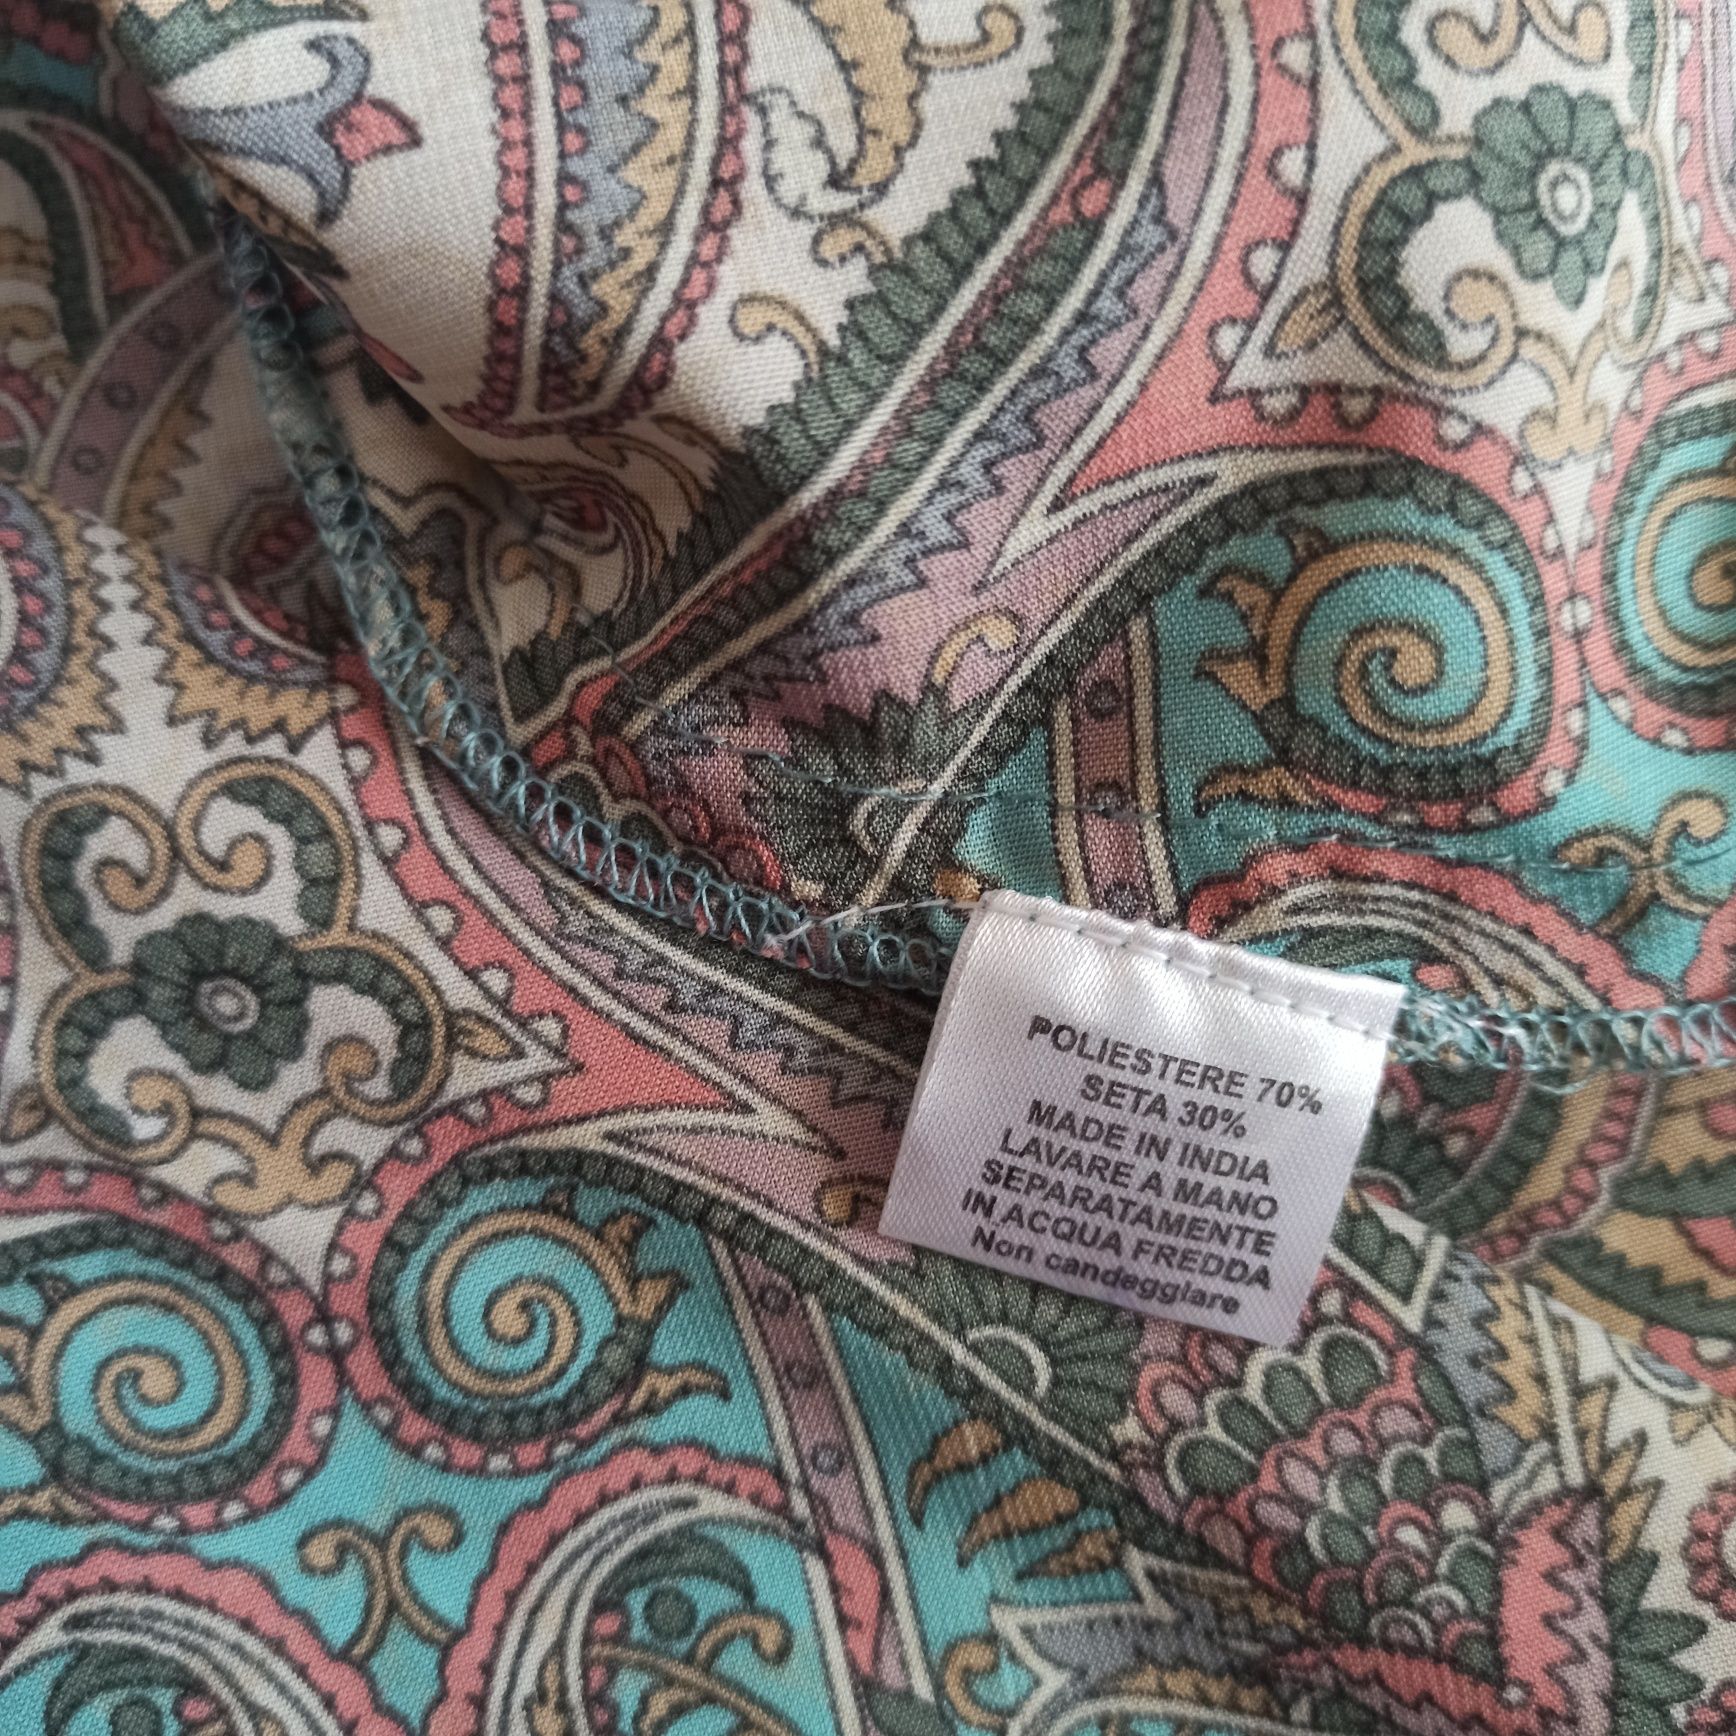 POLIESTERE 70%
SETA 30%
MADE IN INDIA
LAVARE A MANO
SEPARATAMENTE
IN ACQUA FREDDA
Non candeggiare